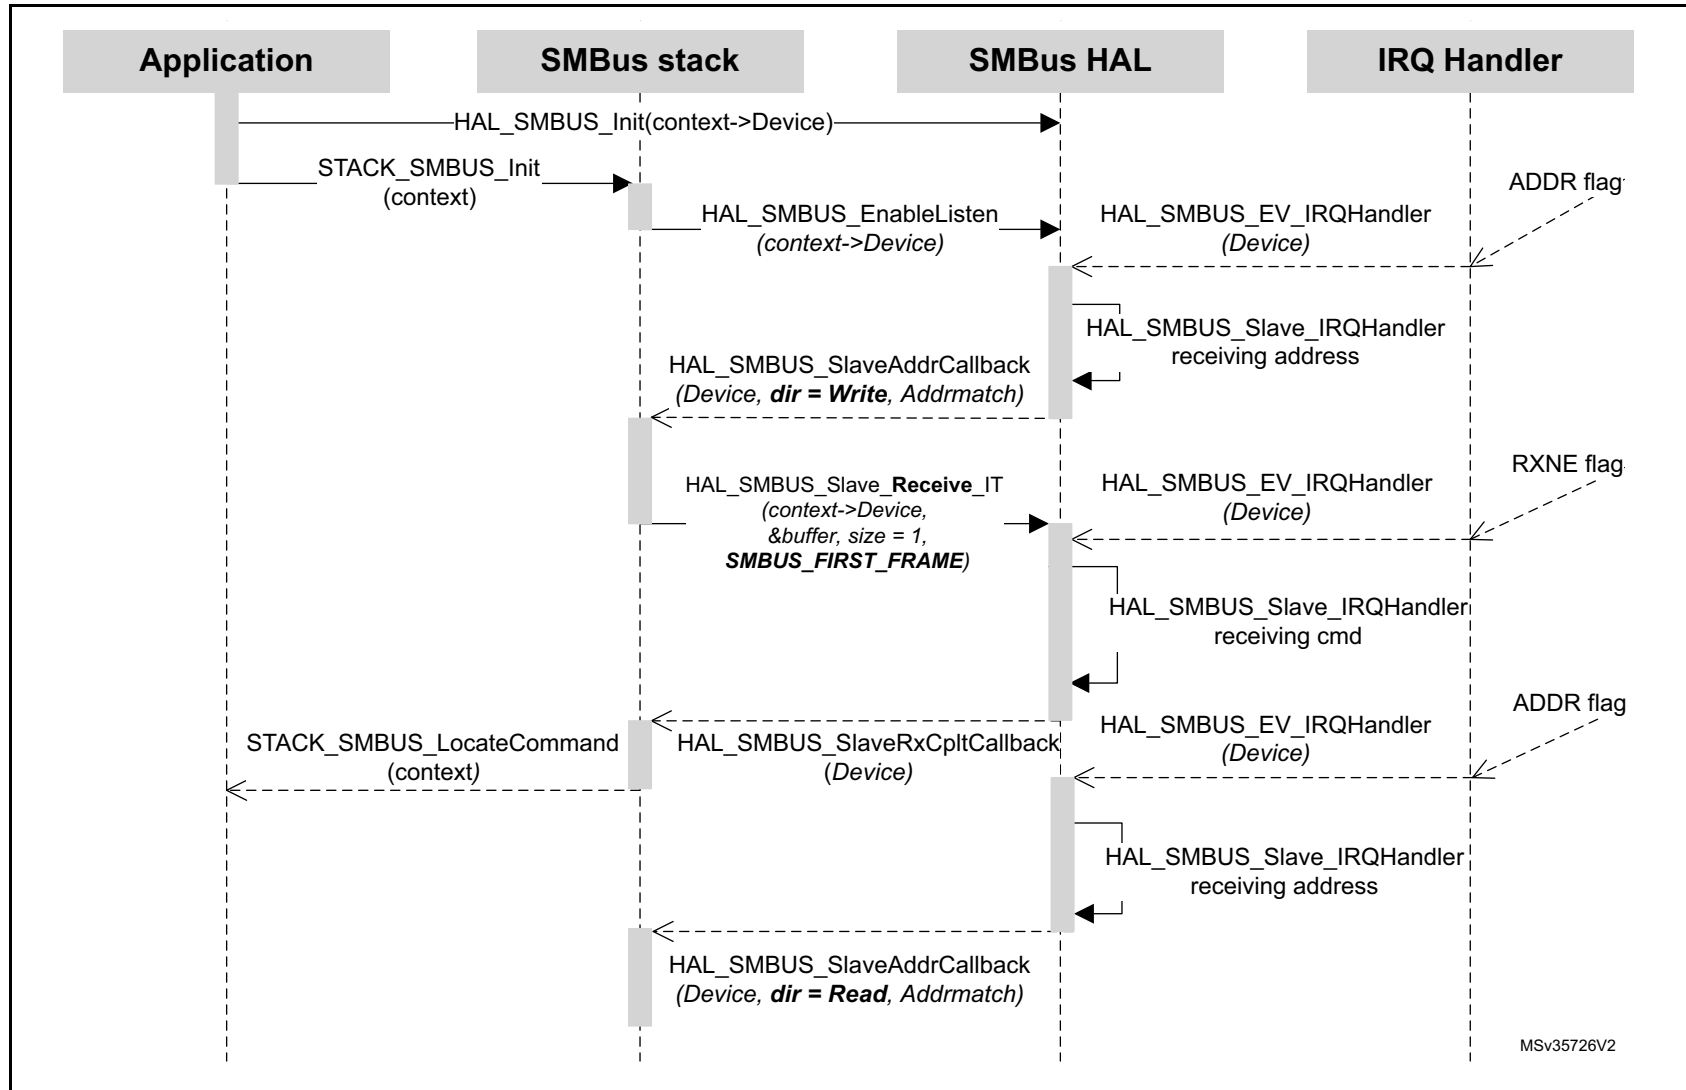 Application
SMBus stack
SMBus HAL
IRQ Handler
HAL_SMBUS_Init(context->Device)
STACK_SMBUS_Init
(context)
ADDR flag
HAL_SMBUS_EnableListen
(context->Device)
HAL_SMBUS_EV_IRQHandler
(Device)
HAL_SMBUS_Slave_IRQHandler
receiving address
HAL_SMBUS_SlaveAddrCallback
(Device, dir = Write, Addrmatch)
RXNE flag
HAL_SMBUS_Slave_Receive_IT
(context->Device,
&buffer, size = 1,
SMBUS_FIRST_FRAME)
HAL_SMBUS_EV_IRQHandler
(Device)
HAL_SMBUS_Slave_IRQHandler
receiving cmd
ADDR flag
STACK_SMBUS_LocateCommand
(context)
HAL_SMBUS_SlaveRxCpltCallback
(Device)
HAL_SMBUS_EV_IRQHandler
(Device)
HAL_SMBUS_Slave_IRQHandler
receiving address
HAL_SMBUS_SlaveAddrCallback
(Device, dir = Read, Addrmatch)
MSv35726V2